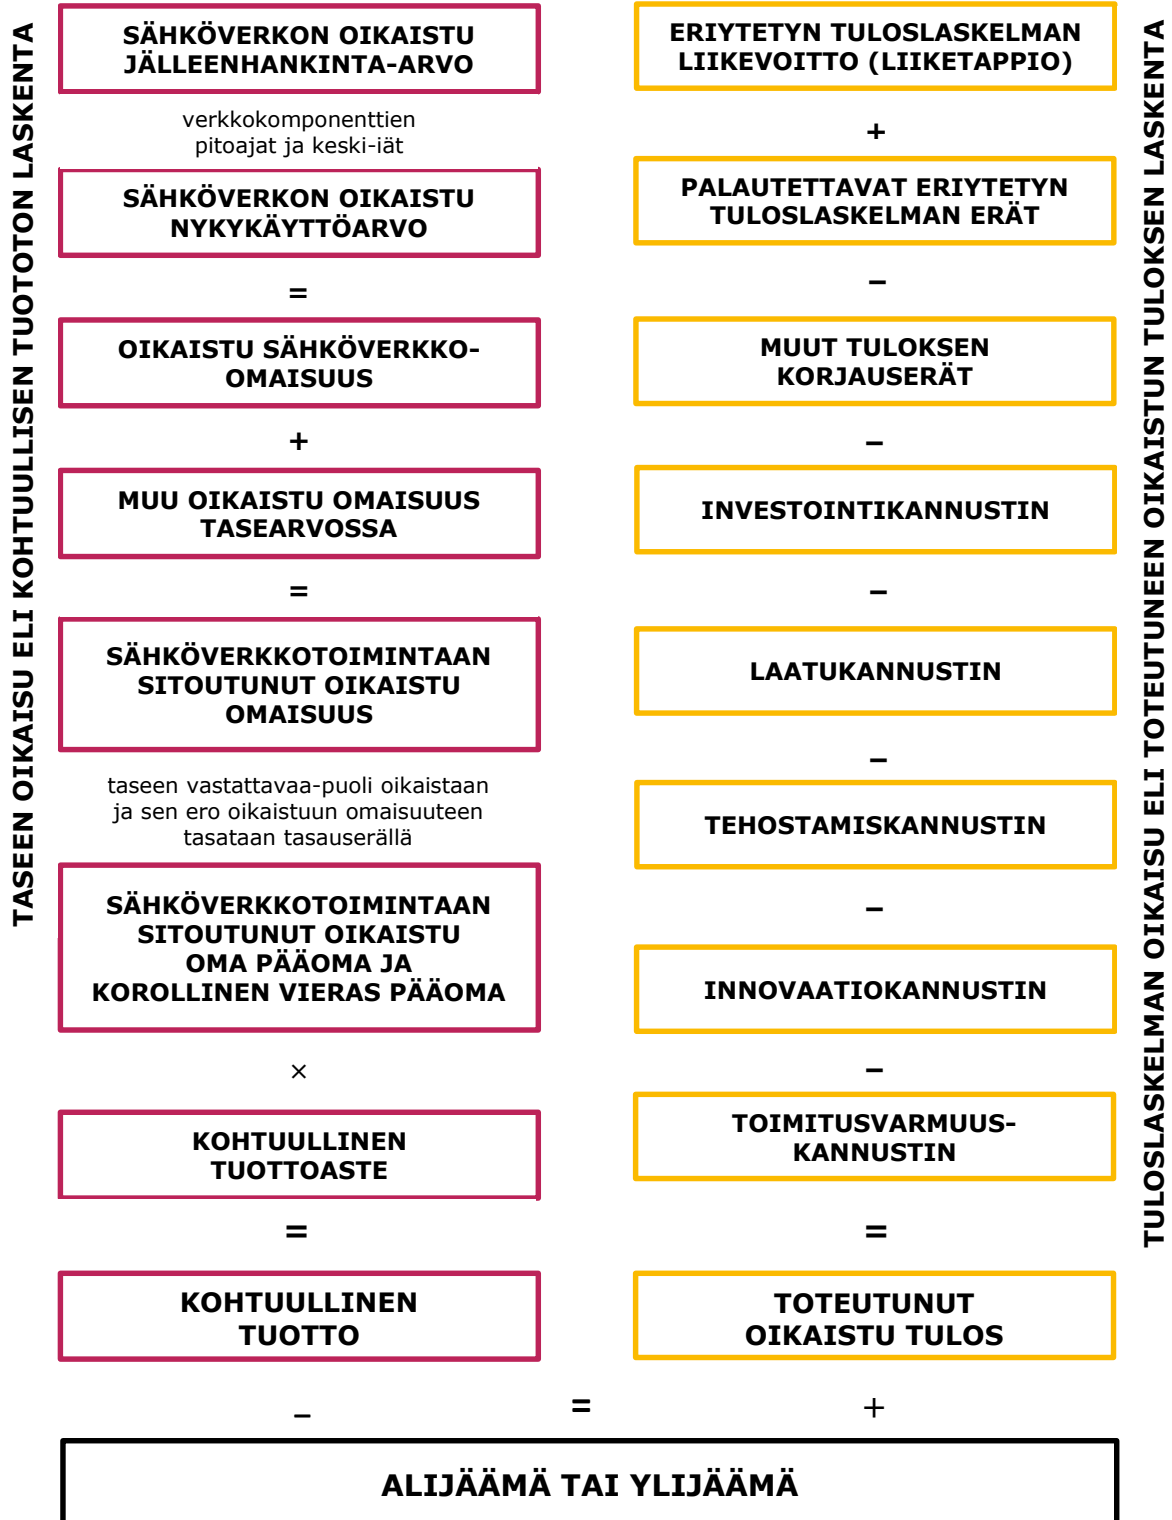 TASEEN OIKAISU ELI KOHTUULLISEN TUOTOTON LASKENTA
SÄHKÖVERKON OIKAISTU
JÄLLEENHANKINTA-ARVO
verkkokomponenttien
pitoajat ja keski-iät
SÄHKÖVERKON OIKAISTU
NYKYKÄYTTÖARVO
=
OIKAISTU SÄHKÖVERKKO-
OMAISUUS
+
MUU OIKAISTU OMAISUUS
TASEARVOSSA
=
SÄHKÖVERKKOTOIMINTAAN
SITOUTUNUT OIKAISTU
OMAISUUS
taseen vastattavaa-puoli oikaistaan
ja sen ero oikaistuun omaisuuteen
tasataan tasauserällä
SÄHKÖVERKKOTOIMINTAAN
SITOUTUNUT OIKAISTU
OMA PÄÄOMA JA
KOROLLINEN VIERAS PÄÄOMA
×
KOHTUULLINEN
TUOTTOASTE
=
KOHTUULLINEN
TUOTTO
ERIYTETYN TULOSLASKELMAN
LIIKEVOITTO (LIIKETAPPIO)
+
PALAUTETTAVAT ERIYTETYN
TULOSLASKELMAN ERÄT
–
MUUT TULOKSEN
KORJAUSERÄT
–
INVESTOINTIKANNUSTIN
–
LAATUKANNUSTIN
–
TEHOSTAMISKANNUSTIN
–
INNOVAATIOKANNUSTIN
–
TOIMITUSVARMUUS-
KANNUSTIN
=
TOTEUTUNUT
OIKAISTU TULOS
TULOSLASKELMAN OIKAISU ELI TOTEUTUNEEN OIKAISTUN TULOKSEN LASKENTA
– = +
ALIJÄÄMÄ TAI YLIJÄÄMÄ